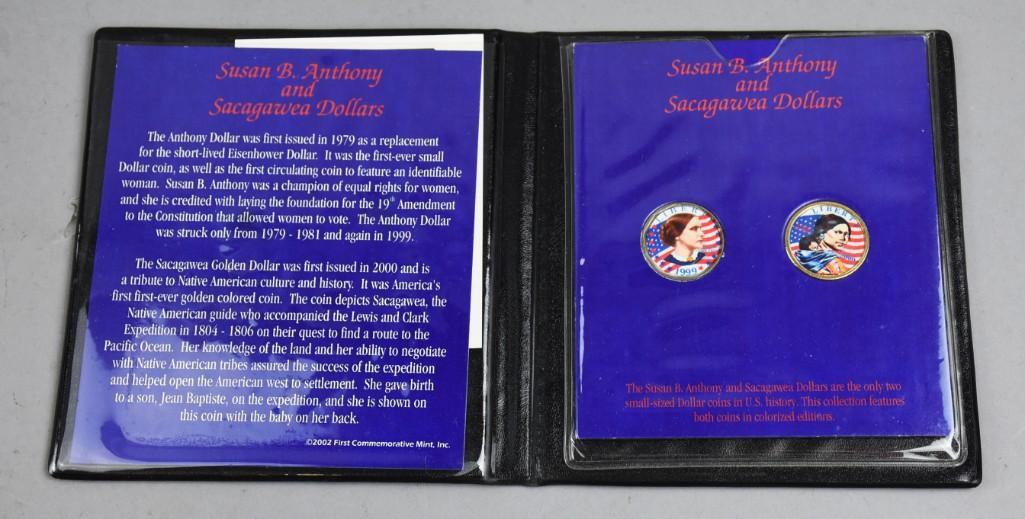 Susan B. Anthony
and
Sacagawea Dollars
The Anthony Dollar was first issued in 1979 as a replacement
for the short-lived Eisenhower Dollar. It was the first-ever small
Dollar coin, as well as the first circulating coin to feature an identifiable
woman. Susan B. Anthony was a champion of equal rights for women,
and she is credited with laying the foundation for the 19th Amendment
to the Constitution that allowed women to vote. The Anthony Dollar
was struck only from 1979 - 1981 and again in 1999.
The Sacagawea Golden Dollar was first issued in 2000 and is
a tribute to Native American culture and history. It was America's
first first-ever golden colored coin. The coin depicts Sacagawea, the
Native American guide who accompanied the Lewis and Clark
Expedition in 1804 - 1806 on their quest to find a route to the
Pacific Ocean. Her knowledge of the land and her ability to negotiate
with Native American tribes assured the success of the expedition
and helped open the American west to settlement. She gave birth
to a son, Jean Baptiste, on the expedition, and she is shown on
this coin with the baby on her back.
©2002 First Commemorative Mint, Inc.
Susan B. Anthony
and
Sacagawea Dollars
LIBERTY
1999
LIBERTY
The Susan B. Anthony and Sacagawea Dollars are the only two
small-sized Dollar coins in U.S. history. This collection features
both coins in colorized editions.